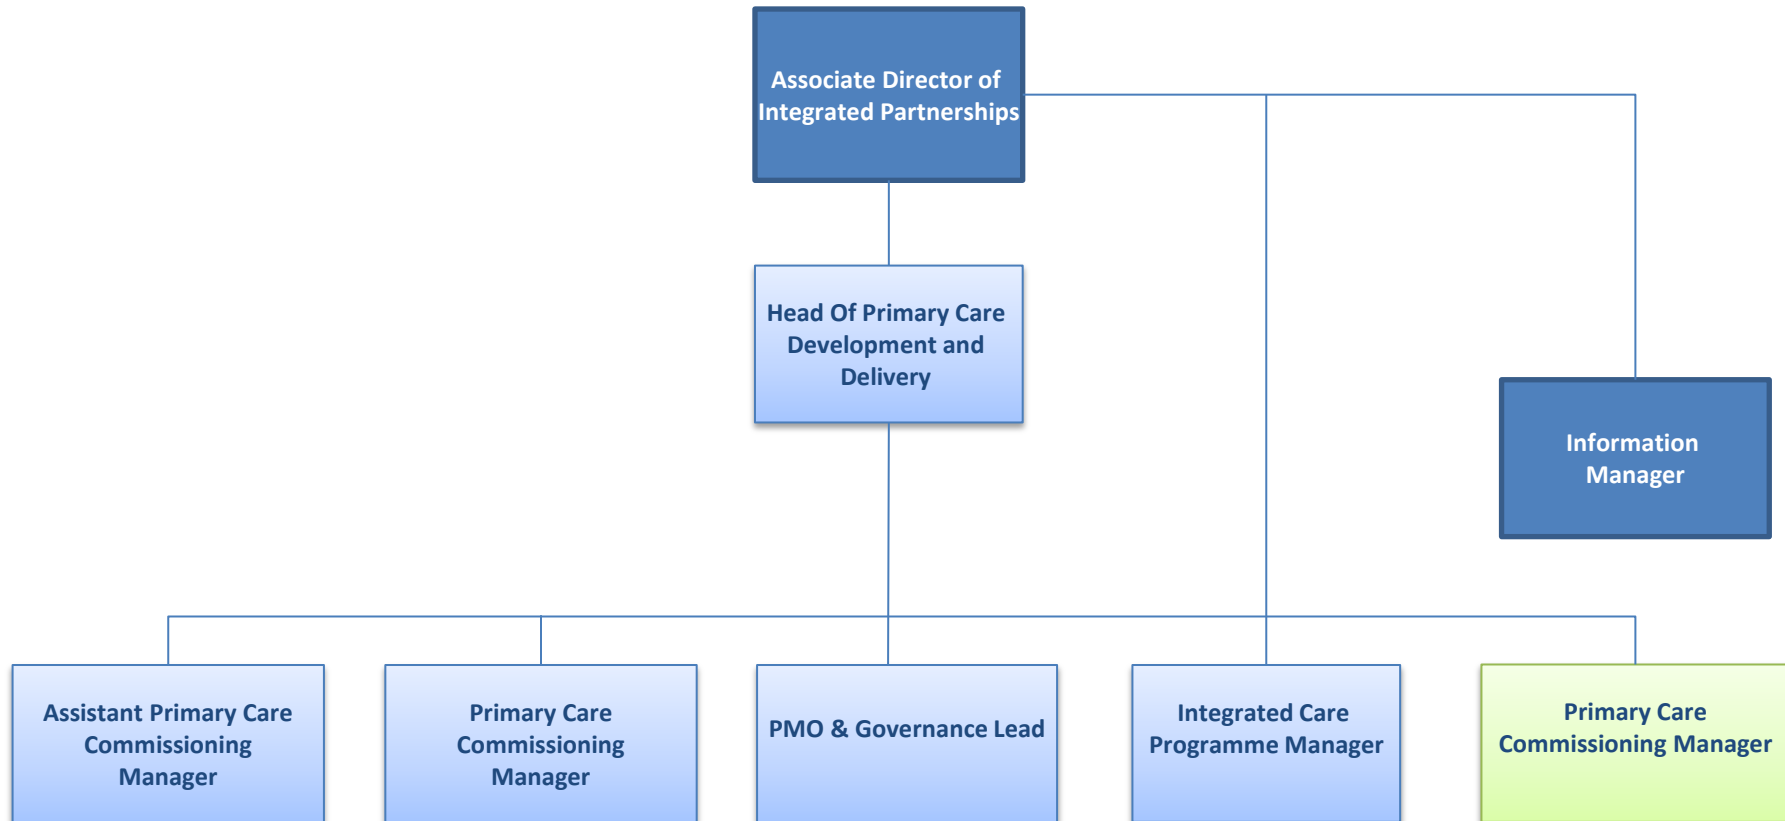 Associate Director of
Integrated Partnerships
Head Of Primary Care
Development and
Delivery
Information
Manager
Assistant Primary Care
Commissioning
Manager
Primary Care
Commissioning
Manager
PMO & Governance Lead
Integrated Care
Programme Manager
Primary Care
Commissioning Manager